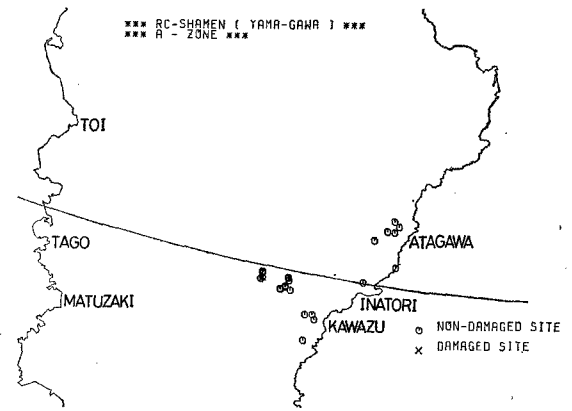 *** RC-SHAMEN ( YAMA-GAWA ) ***
*** A - ZONE ***
TOI
ATAGAWA
TAGO
MATUZAKI
INATORI
KAWAZU
NON-DAMAGED SITE
DAMAGED SITE